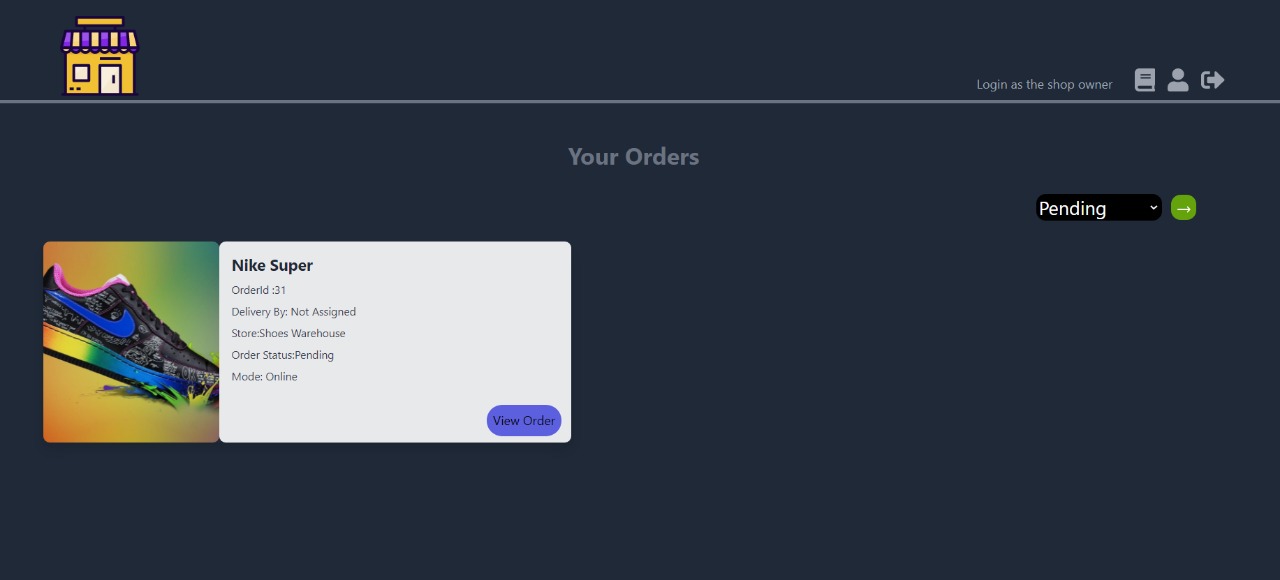 Login as the shop owner
Your Orders
Pending
→
Nike Super
OrderId :31
Delivery By: Not Assigned
Store:Shoes Warehouse
Order Status:Pending
Mode: Online
View Order